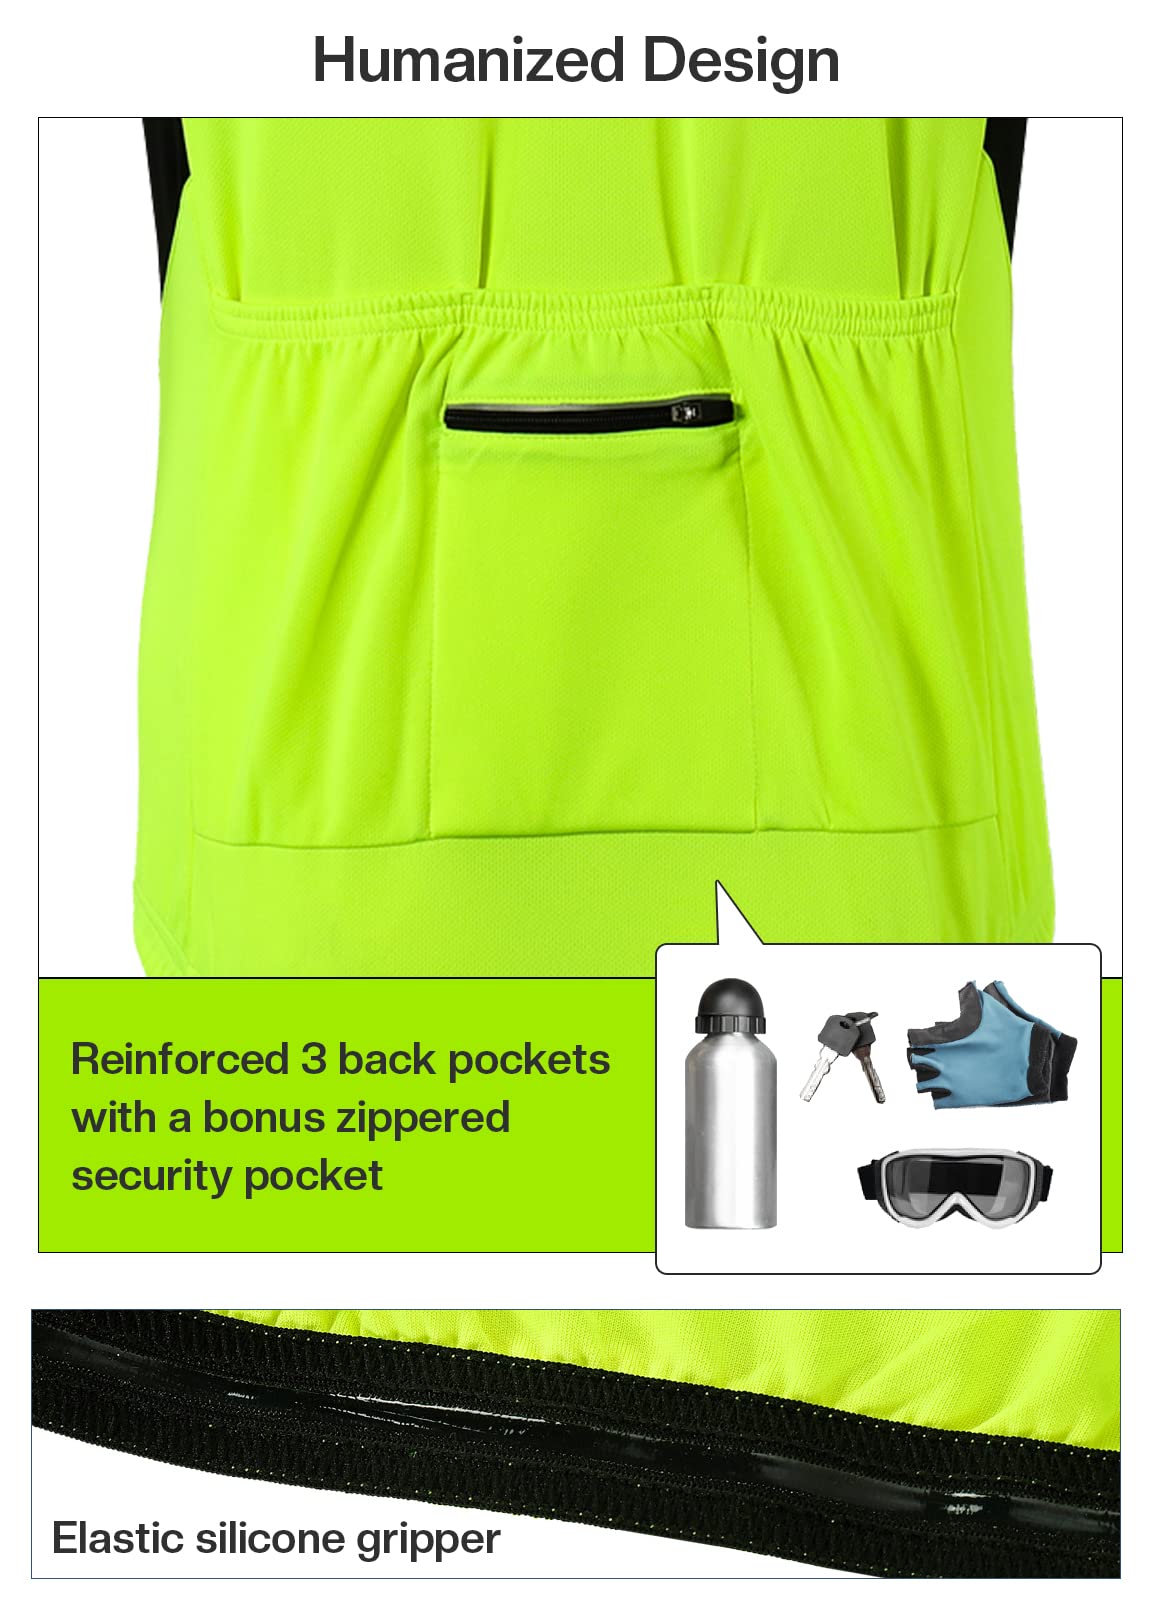 Humanized Design
Reinforced 3 back pockets
with a bonus zippered
security pocket
Elastic silicone gripper